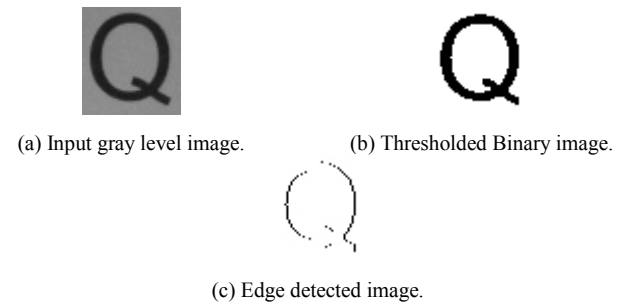 Q
Q
(a) Input gray level image.
(b) Thresholded Binary image.
Q
(c) Edge detected image.